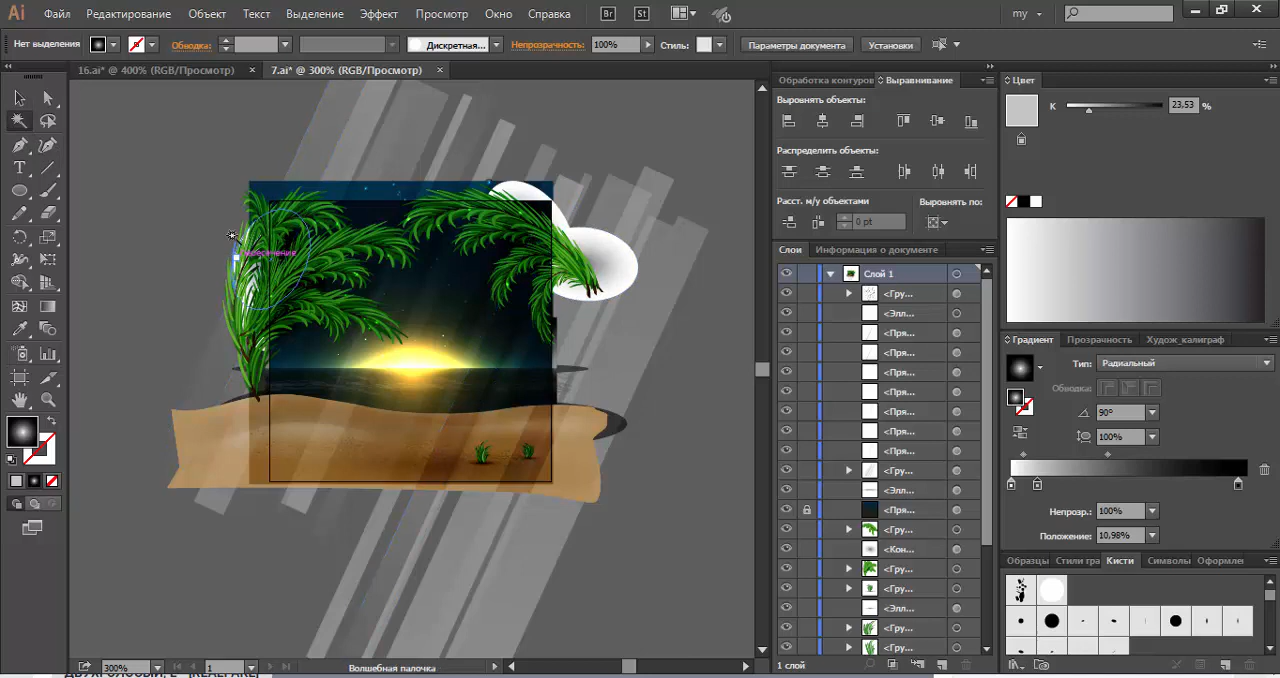 Ai Файл Редактирование Объект Текст Выделение Эффект Просмотр Окно Справка Br St my
Нет выделения Обводка: Дискретная... Непрозрачность: 100% Стиль: Параметры документа Установки
16.ai* @ 400% (RGB/Просмотр) × 7.ai* @ 300% (RGB/Просмотр) ×
Обработка контуров Выравнивание
Выровнять объекты:
Распределить объекты:
Расст. м/у объектами Выровнять по:
0 pt
Слои Информация о документе
Слой 1
<Гру...
<Элл...
<Пря...
<Пря...
<Пря...
<Пря...
<Пря...
<Пря...
<Пря...
<Гру...
<Элл...
<Пря...
<Гру...
<Кон...
<Гру...
<Гру...
<Элл...
<Гру...
<Гру...
1 слой
Цвет
K 23,53 %
Градиент Прозрачность Худож_калиграф
Тип: Радиальный
Обводка:
90°
100%
Непрозр.: 100%
Положение: 10,98%
Образцы Стили гра Кисти Символы Оформлен
пересечение
300% 1 Волшебная палочка